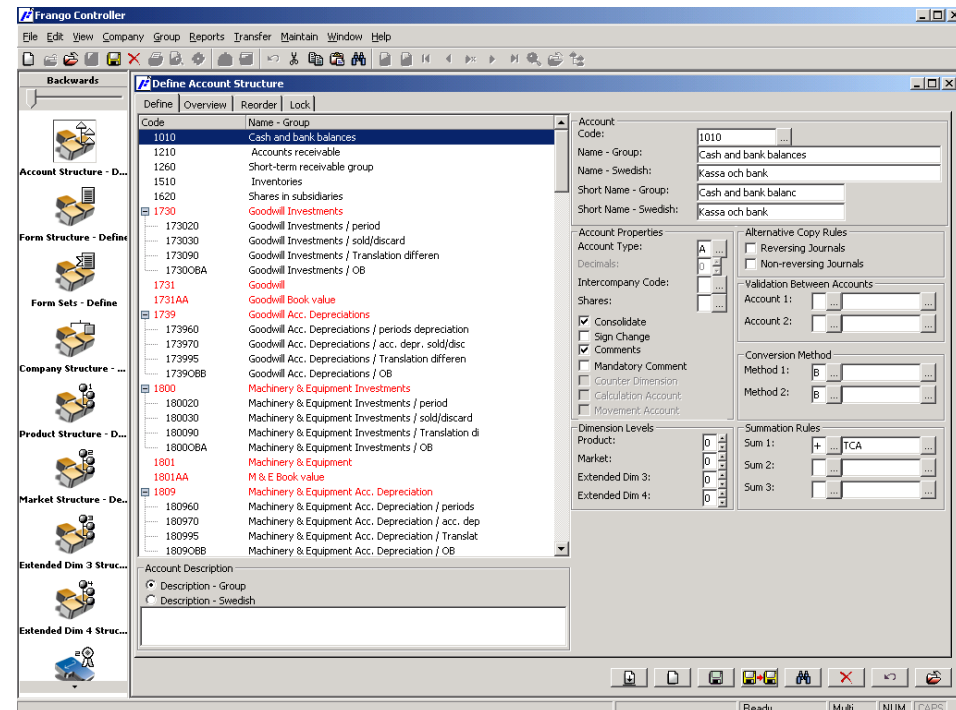 Frango Controller
File Edit View Company Group Reports Transfer Maintain Window Help
Backwards
Account Structure - D...
Form Structure - Define
Form Sets - Define
Company Structure - ...
Product Structure - D...
Market Structure - De..
Extended Dim 3 Struc...
Extended Dim 4 Struc...
Define Account Structure
Define Overview Reorder Lock
Code Name - Group
1010 Cash and bank balances
1210 Accounts receivable
1260 Short-term receivable group
1510 Inventories
1620 Shares in subsidiaries
1730 Goodwill Investments
173020 Goodwill Investments / period
173030 Goodwill Investments / sold/discard
173090 Goodwill Investments / Translation differen
1730OBA Goodwill Investments / OB
1731 Goodwill
1731AA Goodwill Book value
1739 Goodwill Acc. Depreciations
173960 Goodwill Acc. Depreciations / periods depreciation
173970 Goodwill Acc. Depreciations / acc. depr. sold/disc
173995 Goodwill Acc. Depreciations / Translation differen
1739OBB Goodwill Acc. Depreciations / OB
1800 Machinery & Equipment Investments
180020 Machinery & Equipment Investments / period
180030 Machinery & Equipment Investments / sold/discard
180090 Machinery & Equipment Investments / Translation di
1800OBA Machinery & Equipment Investments / OB
1801 Machinery & Equipment
1801AA M & E Book value
1809 Machinery & Equipment Acc. Depreciation
180960 Machinery & Equipment Acc. Depreciation / periods
180970 Machinery & Equipment Acc. Depreciation / acc. dep
180995 Machinery & Equipment Acc. Depreciation / Translat
1809OBB Machinery & Equipment Acc. Depreciation / OB
Account Description
Description - Group
Description - Swedish
Account
Code: 1010 ...
Name - Group: Cash and bank balances
Name - Swedish: Kassa och bank
Short Name - Group: Cash and bank balanc
Short Name - Swedish: Kassa och bank
Account Properties
Account Type: A ...
Decimals: 0
Intercompany Code: ...
Shares: ...
Consolidate
Sign Change
Comments
Mandatory Comment
Counter Dimension
Calculation Account
Movement Account
Dimension Levels
Product: 0
Market: 0
Extended Dim 3: 0
Extended Dim 4: 0
Alternative Copy Rules
Reversing Journals
Non-reversing Journals
Validation Between Accounts
Account 1: ... ...
Account 2: ... ...
Conversion Method
Method 1: B ... ...
Method 2: B ... ...
Summation Rules
Sum 1: + ... TCA ...
Sum 2: ... ...
Sum 3: ... ...
Ready Multi NUM CAPS